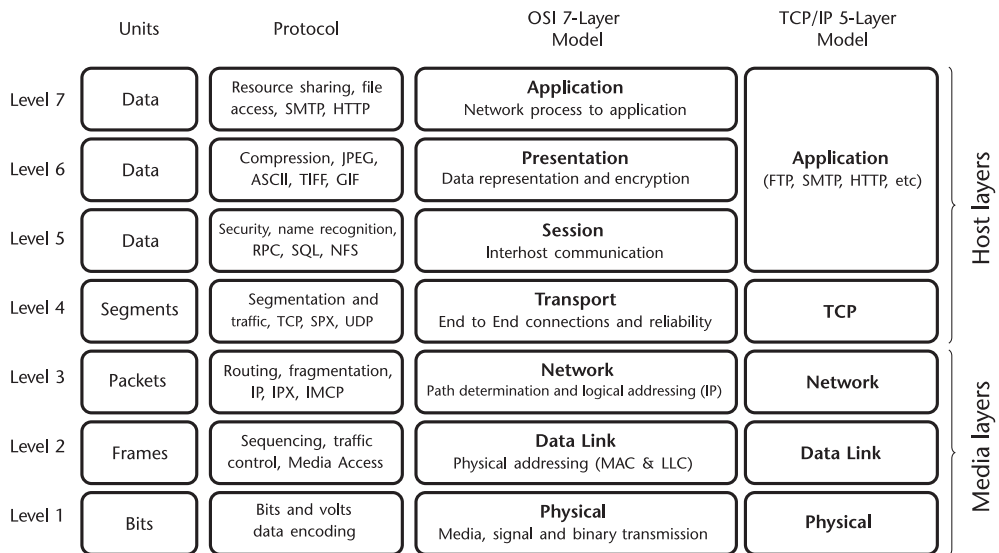 Units
Protocol
OSI 7-Layer
Model
TCP/IP 5-Layer
Model
Level 7
Data
Resource sharing, file
access, SMTP, HTTP
Application
Network process to application
Level 6
Data
Compression, JPEG,
ASCII, TIFF, GIF
Presentation
Data representation and encryption
Application
(FTP, SMTP, HTTP, etc)
Level 5
Data
Security, name recognition,
RPC, SQL, NFS
Session
Interhost communication
Level 4
Segments
Segmentation and
traffic, TCP, SPX, UDP
Transport
End to End connections and reliability
TCP
Host layers
Level 3
Packets
Routing, fragmentation,
IP, IPX, IMCP
Network
Path determination and logical addressing (IP)
Network
Level 2
Frames
Sequencing, traffic
control, Media Access
Data Link
Physical addressing (MAC & LLC)
Data Link
Level 1
Bits
Bits and volts
data encoding
Physical
Media, signal and binary transmission
Physical
Media layers